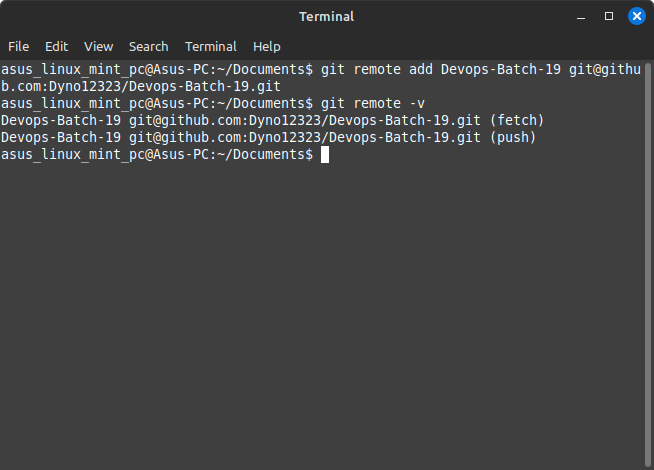 Terminal
File Edit View Search Terminal Help
asus_linux_mint_pc@Asus-PC:~/Documents$ git remote add Devops-Batch-19 git@githu
b.com:Dyno12323/Devops-Batch-19.git
asus_linux_mint_pc@Asus-PC:~/Documents$ git remote -v
Devops-Batch-19 git@github.com:Dyno12323/Devops-Batch-19.git (fetch)
Devops-Batch-19 git@github.com:Dyno12323/Devops-Batch-19.git (push)
asus_linux_mint_pc@Asus-PC:~/Documents$